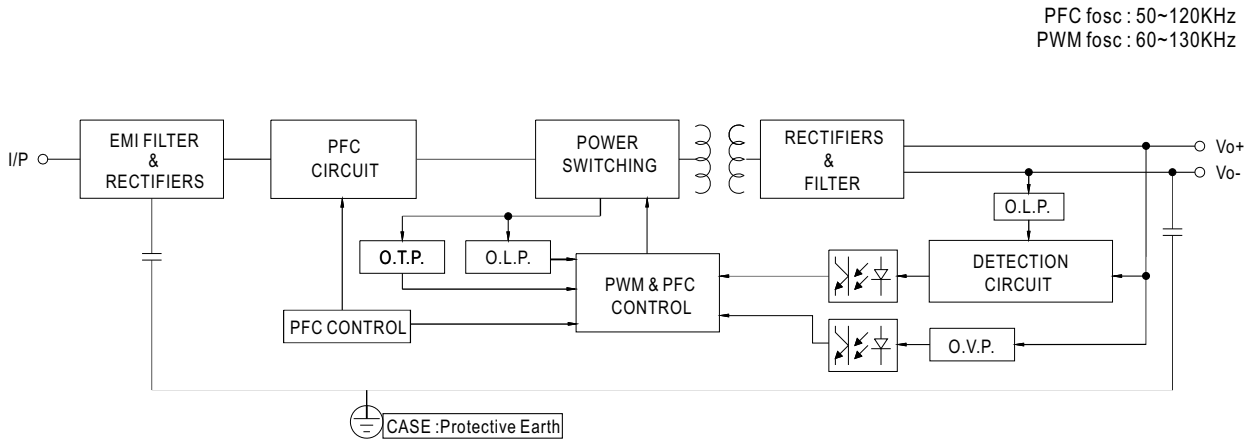 PFC fosc : 50~120KHz
PWM fosc : 60~130KHz
I/P
EMI FILTER
&
RECTIFIERS
PFC
CIRCUIT
POWER
SWITCHING
RECTIFIERS
&
FILTER
Vo+
Vo-
O.L.P.
O.T.P.
O.L.P.
DETECTION
CIRCUIT
PWM & PFC
CONTROL
PFC CONTROL
O.V.P.
CASE :Protective Earth